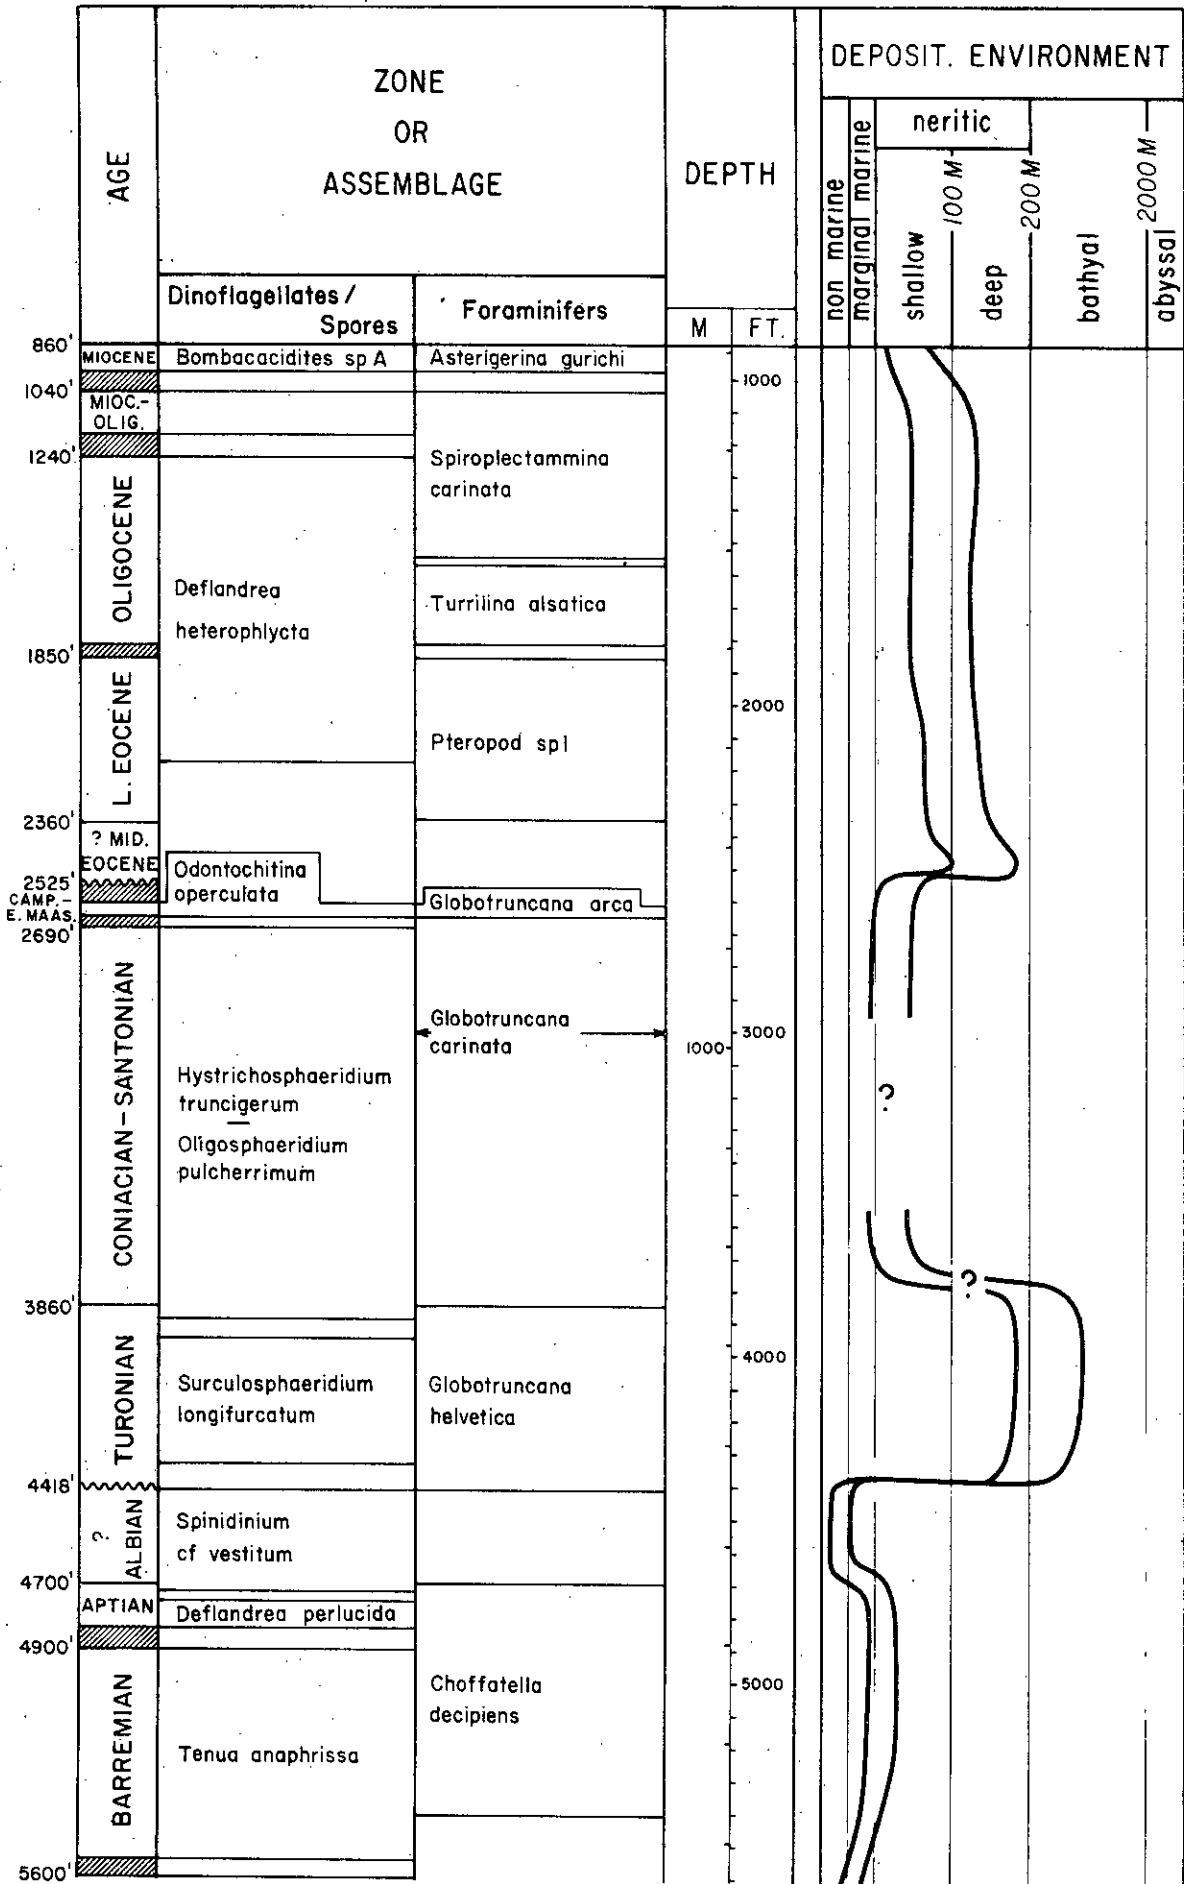 DEPOSIT. ENVIRONMENT
ZONE
OR
ASSEMBLAGE
AGE
DEPTH
neritic
non marine
marginal marine
shallow
100 M
deep
200 M
bathyal
2000 M
abyssal
Dinoflagellates /
Spores
Foraminifers
M
FT.
860'
MIOCENE
Bombacacidites sp A
Asterigerina gurichi
1000
1040'
MIOC.-
OLIG.
1240'
Spiroplectammina
carinata
OLIGOCENE
Deflandrea
heterophlycta
Turrilina alsatica
1850'
L. EOCENE
2000
Pteropod sp1
2360'
? MID.
EOCENE
Odontochitina
operculata
2525'
CAMP.-
E. MAAS.
Globotruncana arca
2690'
CONIACIAN-SANTONIAN
Globotruncana
carinata
3000
1000
Hystrichosphaeridium
truncigerum
Oligosphaeridium
pulcherrimum
?
?
3860'
TURONIAN
4000
Surculosphaeridium
longifurcatum
Globotruncana
helvetica
4418'
?
ALBIAN
Spinidinium
cf vestitum
4700'
APTIAN
Deflandrea perlucida
4900'
BARREMIAN
Choffatella
decipiens
5000
Tenua anaphrissa
5600'